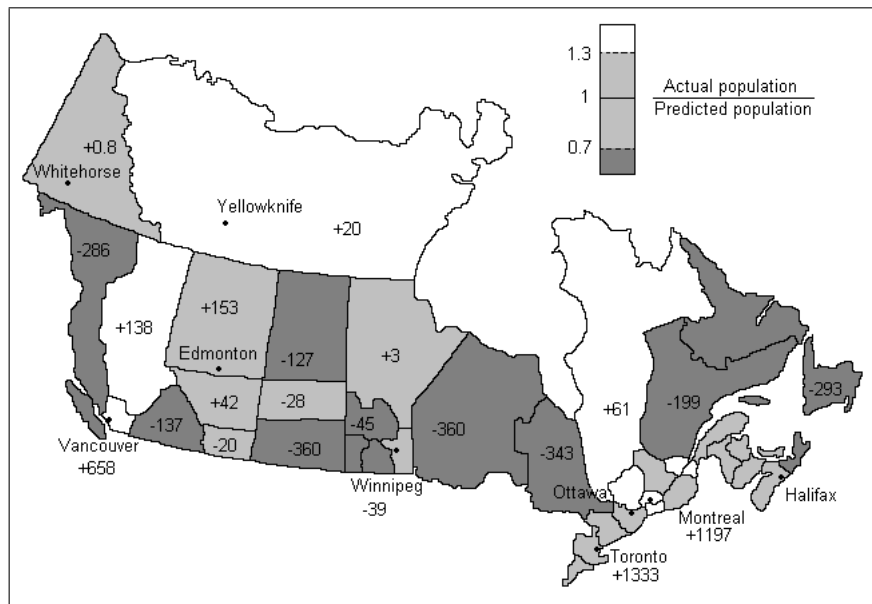 1.3
1
0.7
Actual population
Predicted population
+0.8
Whitehorse
Yellowknife
+20
-286
+153
+138
-127
+3
Edmonton
+42
-28
-137
-20
-360
-45
-360
-343
+61
-199
-293
Vancouver
+658
Winnipeg
-39
Ottawa
Halifax
Montreal
+1197
Toronto
+1333